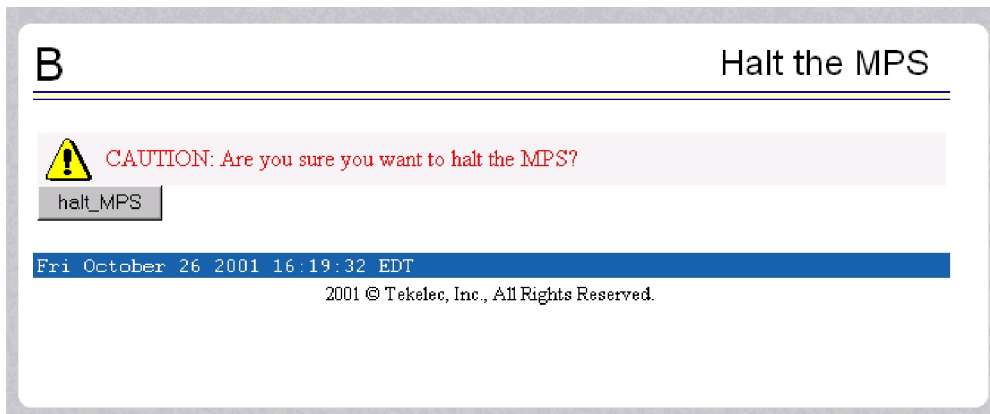 B
Halt the MPS
CAUTION: Are you sure you want to halt the MPS?
halt_MPS
Fri October 26 2001 16:19:32 EDT
2001 © Tekelec, Inc., All Rights Reserved.